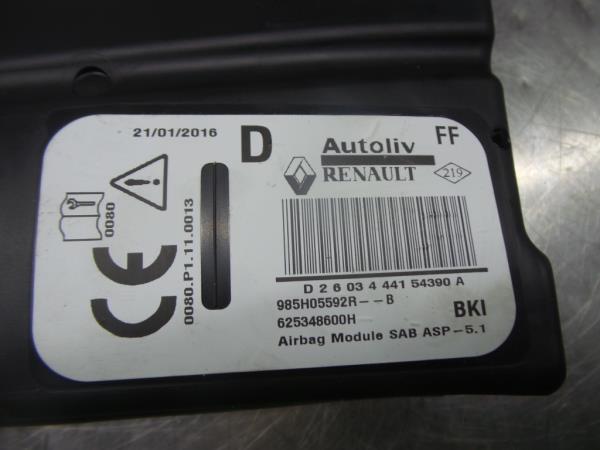 21/01/2016
D
Autoliv
FF
RENAULT
219
0080
0080.P1.11.0013
CE
D 2 6 03 4 441 54390 A
985H05592R--B
625348600H
BKI
Airbag Module SAB ASP-5.1